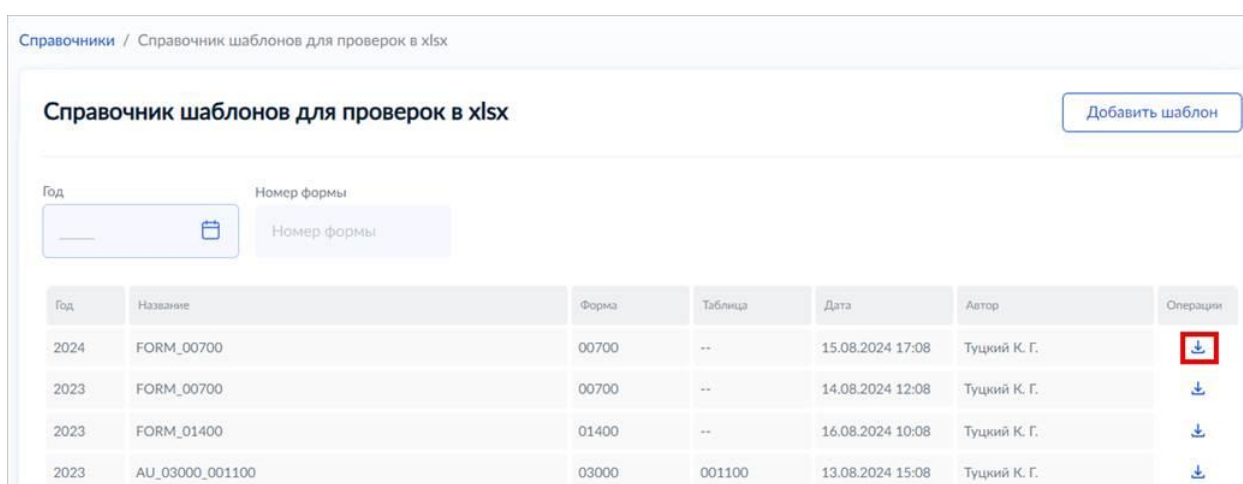 Справочники / Справочник шаблонов для проверок в xlsx
Справочник шаблонов для проверок в xlsx
Добавить шаблон
Год Номер формы
____ Номер формы
Год Название Форма Таблица Дата Автор Операции
2024 FORM_00700 00700 -- 15.08.2024 17:08 Туцкий К. Г.
2023 FORM_00700 00700 -- 14.08.2024 12:08 Туцкий К. Г.
2023 FORM_01400 01400 -- 16.08.2024 10:08 Туцкий К. Г.
2023 AU_03000_001100 03000 001100 13.08.2024 15:08 Туцкий К. Г.